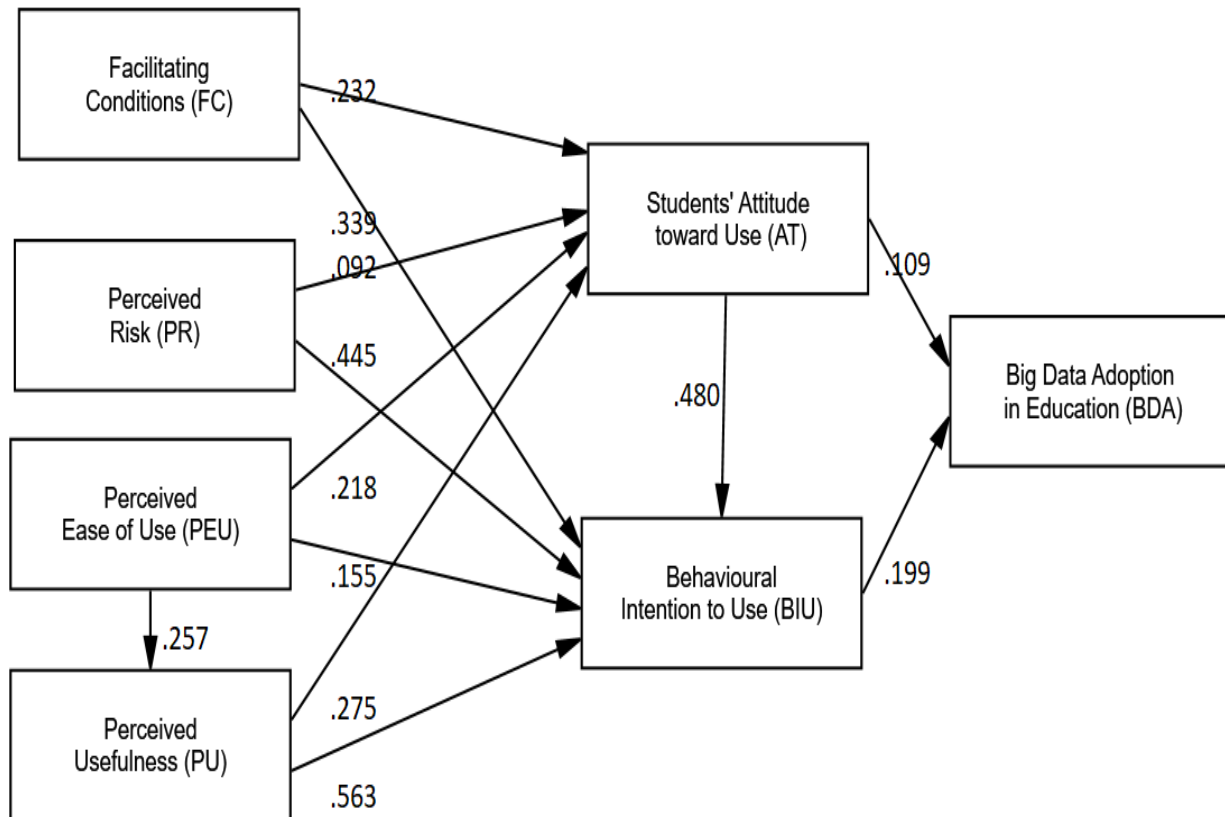 Facilitating
Conditions (FC)
.232
Students' Attitude
toward Use (AT)
.339
.092
.109
Perceived
Risk (PR)
.445
.480
Big Data Adoption
in Education (BDA)
Perceived
Ease of Use (PEU)
.218
.155
Behavioural
Intention to Use (BIU)
.199
.257
Perceived
Usefulness (PU)
.275
.563